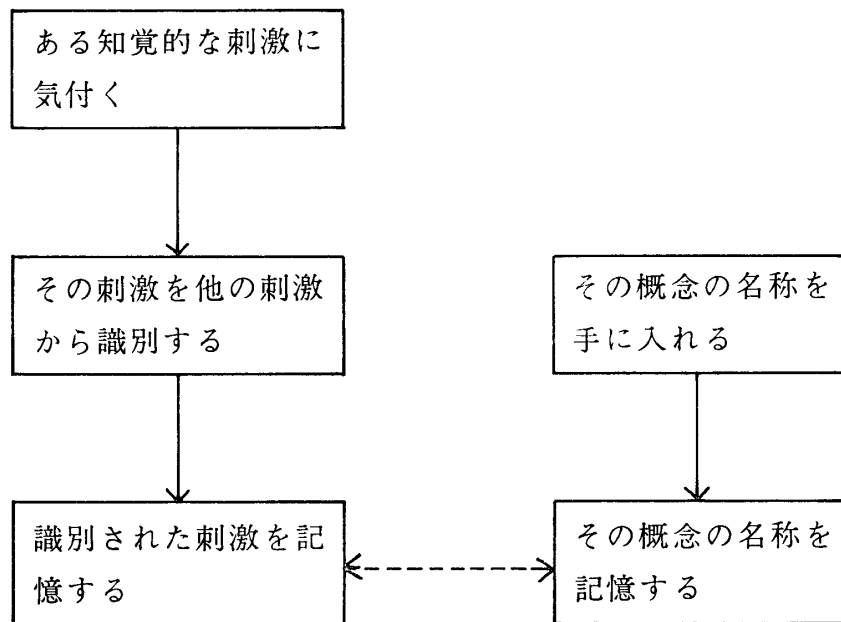 ある知覚的な刺激に
気付く
その刺激を他の刺激
から識別する
その概念の名称を
手に入れる
識別された刺激を記
憶する
その概念の名称を
記憶する